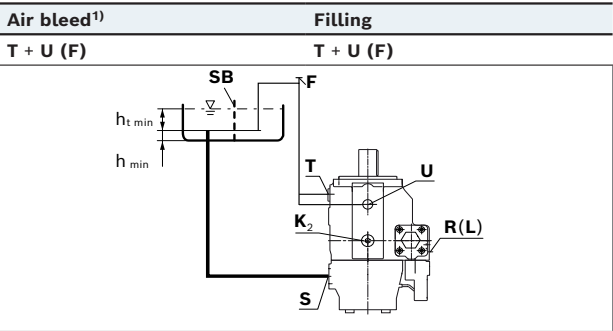 Air bleed1) Filling
T + U (F) T + U (F)
SB
F
ht min
h min
T
U
K2
R(L)
S